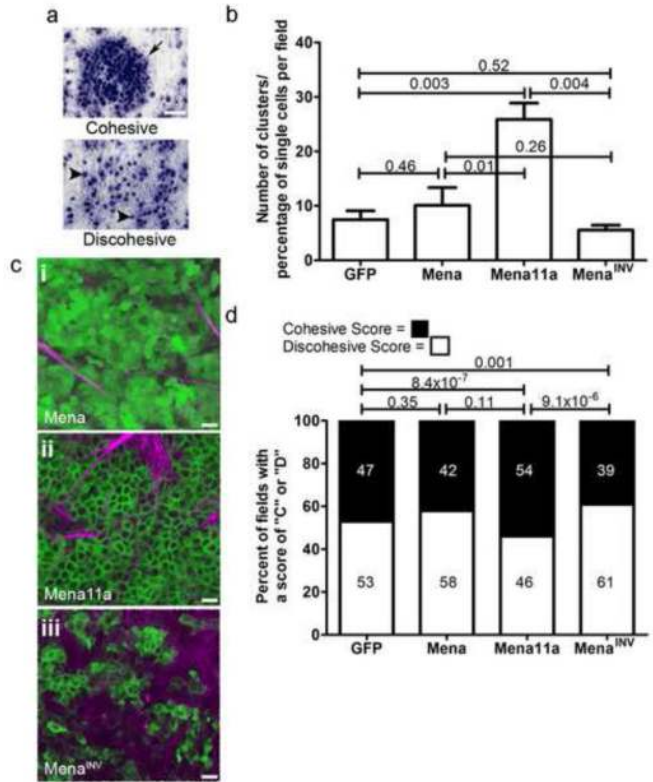 a
Cohesive
Discohesive
b
Number of clusters/
percentage of single cells per field
40
30
20
10
0
0.52
0.003
0.004
0.26
0.46
0.01
GFP
Mena
Mena11a
Mena^INV
c
i
Mena
ii
Mena11a
iii
Mena^INV
d
Cohesive Score =
Discohesive Score =
0.001
8.4x10^-7
0.35
0.11
9.1x10^-6
Percent of fields with
a score of "C" or "D"
100
80
60
40
20
0
47
42
54
39
53
58
46
61
GFP
Mena
Mena11a
Mena^INV